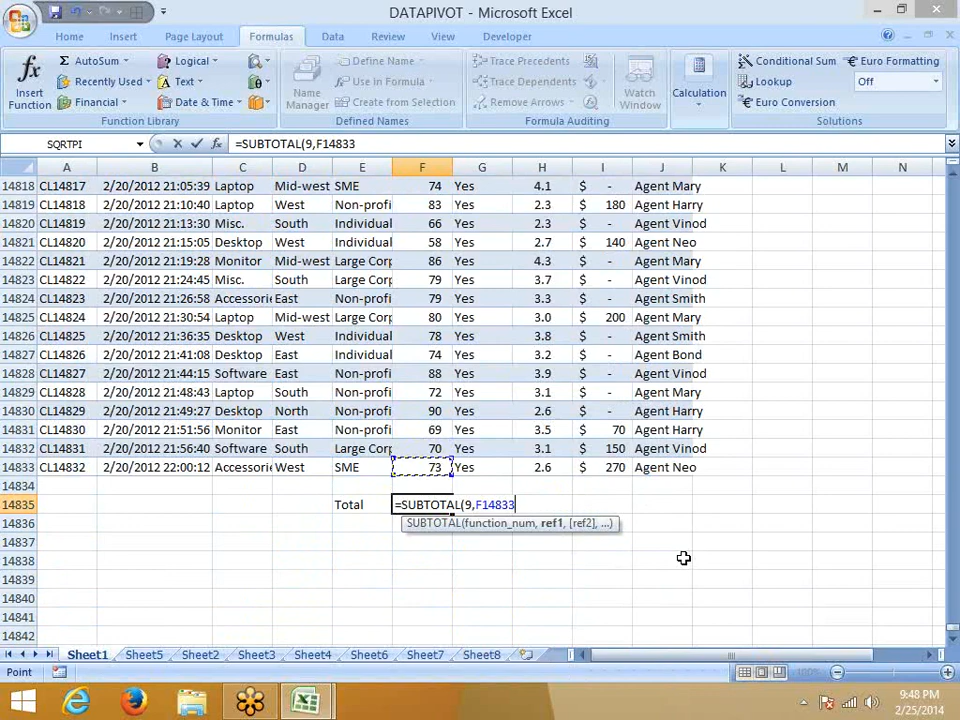 DATAPIVOT - Microsoft Excel
Home Insert Page Layout Formulas Data Review View Developer
fx Insert Function
Σ AutoSum Logical
Recently Used Text
Financial Date & Time
Function Library
Name Manager
Define Name
Use in Formula
Create from Selection
Defined Names
Trace Precedents
Trace Dependents
Remove Arrows
Watch Window
Formula Auditing
Calculation
Conditional Sum
Lookup
Euro Conversion
Euro Formatting
Off
Solutions
SQRTPI fx =SUBTOTAL(9,F14833
A B C D E F G H I J K L M N
14818 CL14817 2/20/2012 21:05:39 Laptop Mid-west SME 74 Yes 4.1 $ - Agent Mary
14819 CL14818 2/20/2012 21:10:40 Laptop West Non-profi 83 Yes 2.3 $ 180 Agent Harry
14820 CL14819 2/20/2012 21:13:30 Misc. South Individual 66 Yes 2.3 $ - Agent Vinod
14821 CL14820 2/20/2012 21:15:05 Desktop West Individual 58 Yes 2.7 $ 140 Agent Neo
14822 CL14821 2/20/2012 21:19:28 Monitor Mid-west Large Corp 86 Yes 4.3 $ - Agent Mary
14823 CL14822 2/20/2012 21:24:45 Misc. South Individual 79 Yes 3.7 $ - Agent Vinod
14824 CL14823 2/20/2012 21:26:58 Accessorie East Non-profi 79 Yes 3.3 $ - Agent Smith
14825 CL14824 2/20/2012 21:30:54 Laptop West Large Corp 80 Yes 3.0 $ 200 Agent Mary
14826 CL14825 2/20/2012 21:36:35 Desktop West Individual 78 Yes 3.8 $ - Agent Smith
14827 CL14826 2/20/2012 21:41:08 Desktop East Individual 74 Yes 3.2 $ - Agent Bond
14828 CL14827 2/20/2012 21:44:15 Software East Non-profi 88 Yes 3.9 $ - Agent Smith
14829 CL14828 2/20/2012 21:48:43 Laptop South Non-profi 72 Yes 3.1 $ - Agent Mary
14830 CL14829 2/20/2012 21:49:27 Desktop North Non-profi 90 Yes 2.6 $ - Agent Harry
14831 CL14830 2/20/2012 21:51:56 Monitor East Non-profi 69 Yes 3.5 $ 70 Agent Harry
14832 CL14831 2/20/2012 21:56:40 Software South Large Corp 70 Yes 3.1 $ 150 Agent Vinod
14833 CL14832 2/20/2012 22:00:12 Accessorie West SME 73 Yes 2.6 $ 270 Agent Neo
14834
14835 Total =SUBTOTAL(9,F14833
14836 SUBTOTAL(function_num, ref1, [ref2], ...)
14837
14838
14839
14840
14841
14842
Sheet1 Sheet5 Sheet2 Sheet3 Sheet4 Sheet6 Sheet7 Sheet8
Point 100%
9:48 PM
2/25/2014